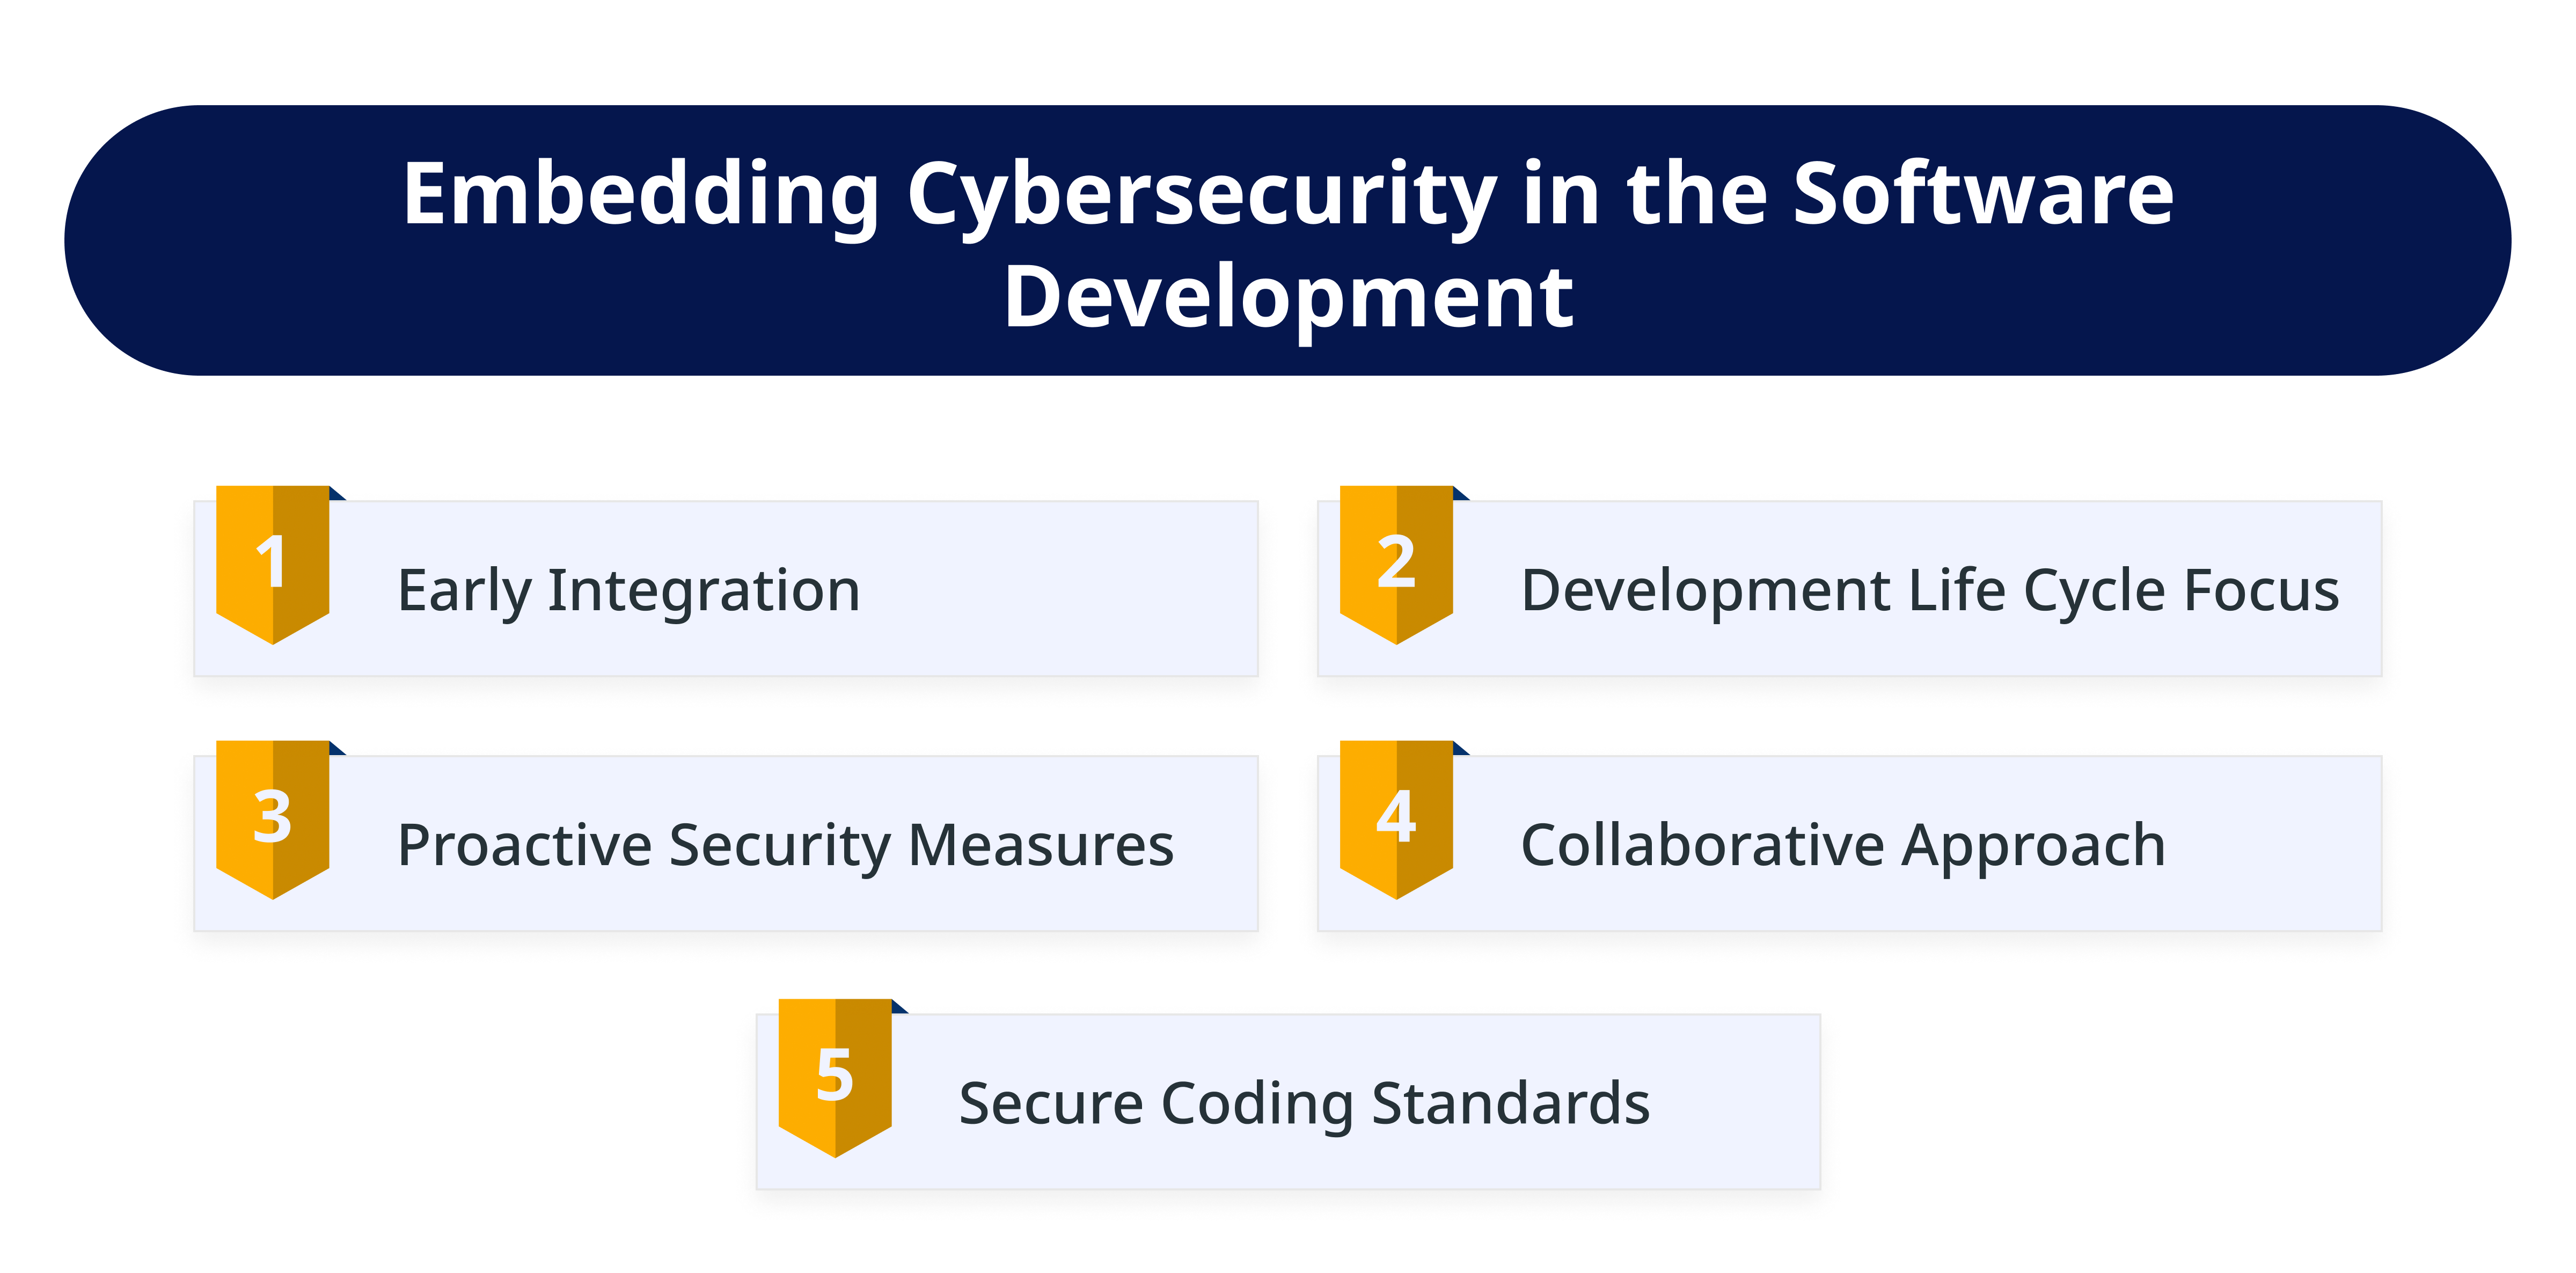 Embedding Cybersecurity in the Software
Development
1
Early Integration
2
Development Life Cycle Focus
3
Proactive Security Measures
4
Collaborative Approach
5
Secure Coding Standards